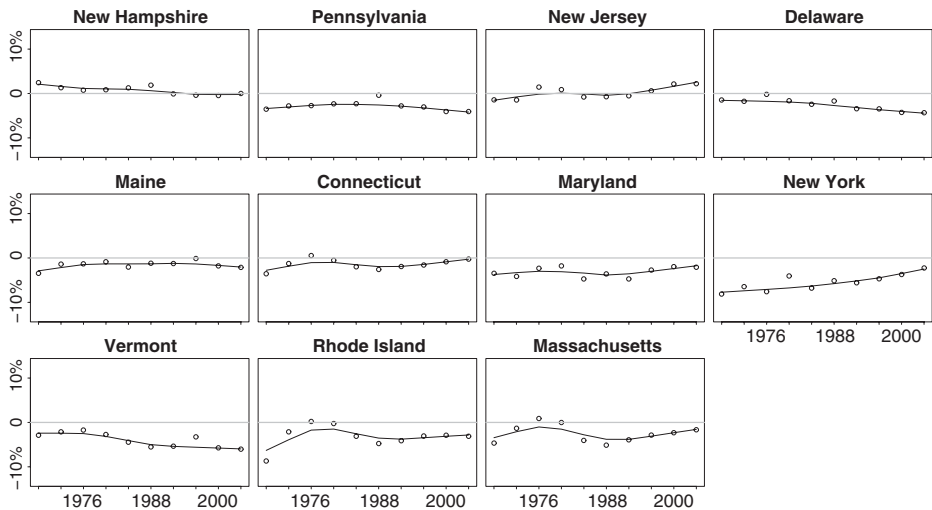 New Hampshire Pennsylvania New Jersey Delaware
10%
0
−10%
Maine Connecticut Maryland New York
10%
0
−10%
1976 1988 2000
Vermont Rhode Island Massachusetts
10%
0
−10%
1976 1988 2000 1976 1988 2000 1976 1988 2000